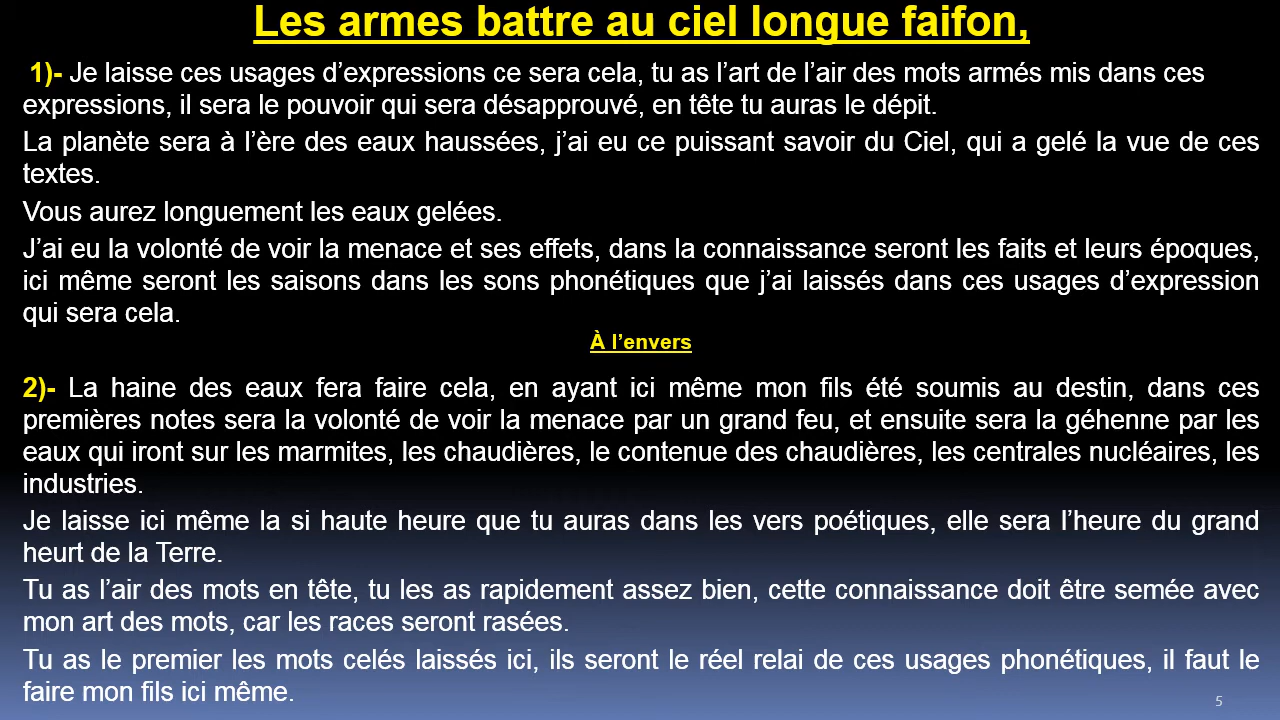 Les armes battre au ciel longue faifon,
1)- Je laisse ces usages d’expressions ce sera cela, tu as l’art de l’air des mots armés mis dans ces
expressions, il sera le pouvoir qui sera désapprouvé, en tête tu auras le dépit.
La planète sera à l’ère des eaux haussées, j’ai eu ce puissant savoir du Ciel, qui a gelé la vue de ces
textes.
Vous aurez longuement les eaux gelées.
J’ai eu la volonté de voir la menace et ses effets, dans la connaissance seront les faits et leurs époques,
ici même seront les saisons dans les sons phonétiques que j’ai laissés dans ces usages d’expression
qui sera cela.
À l’envers
2)- La haine des eaux fera faire cela, en ayant ici même mon fils été soumis au destin, dans ces
premières notes sera la volonté de voir la menace par un grand feu, et ensuite sera la géhenne par les
eaux qui iront sur les marmites, les chaudières, le contenue des chaudières, les centrales nucléaires, les
industries.
Je laisse ici même la si haute heure que tu auras dans les vers poétiques, elle sera l’heure du grand
heurt de la Terre.
Tu as l’air des mots en tête, tu les as rapidement assez bien, cette connaissance doit être semée avec
mon art des mots, car les races seront rasées.
Tu as le premier les mots celés laissés ici, ils seront le réel relai de ces usages phonétiques, il faut le
faire mon fils ici même.
5